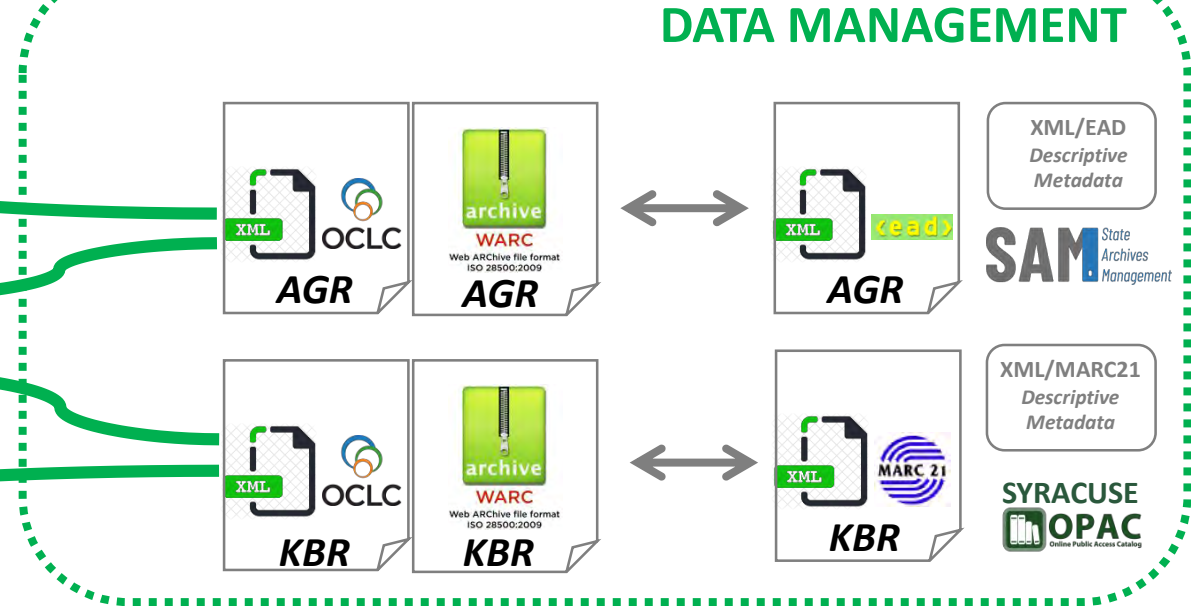 DATA MANAGEMENT
XML
OCLC
AGR
archive
WARC
Web ARChive file format
ISO 28500:2009
AGR
XML
<ead>
AGR
XML/EAD
Descriptive
Metadata
SAM
State
Archives
Management
XML
OCLC
KBR
archive
WARC
Web ARChive file format
ISO 28500:2009
KBR
XML
MARC 21
KBR
XML/MARC21
Descriptive
Metadata
SYRACUSE
OPAC
Online Public Access Catalog